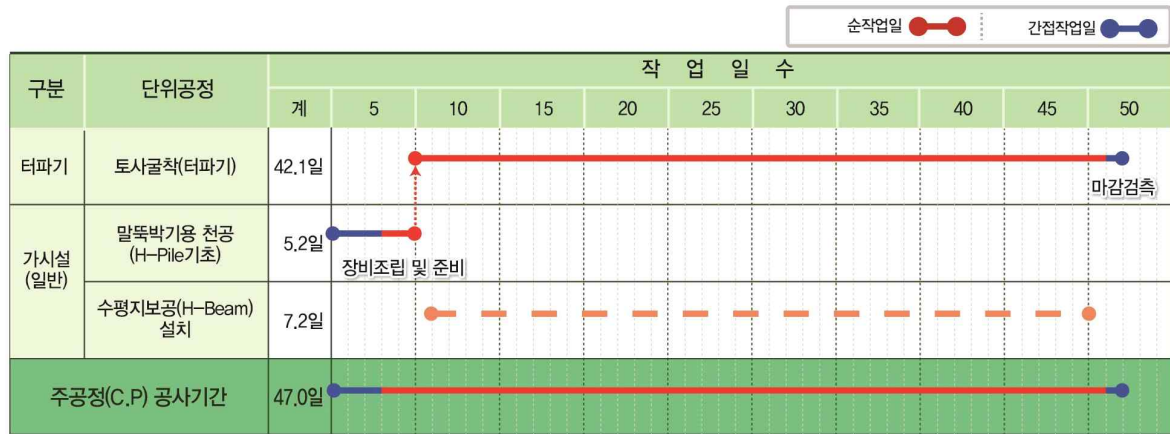 순작업일
간접작업일
구분
단위공정
작 업 일 수
계
5
10
15
20
25
30
35
40
45
50
터파기
토사굴착(터파기)
42.1일
마감검측
가시설
(일반)
말뚝박기용 천공
(H-Pile기초)
5.2일
장비조립 및 준비
수평지보공(H-Beam)
설치
7.2일
주공정(C.P) 공사기간
47.0일